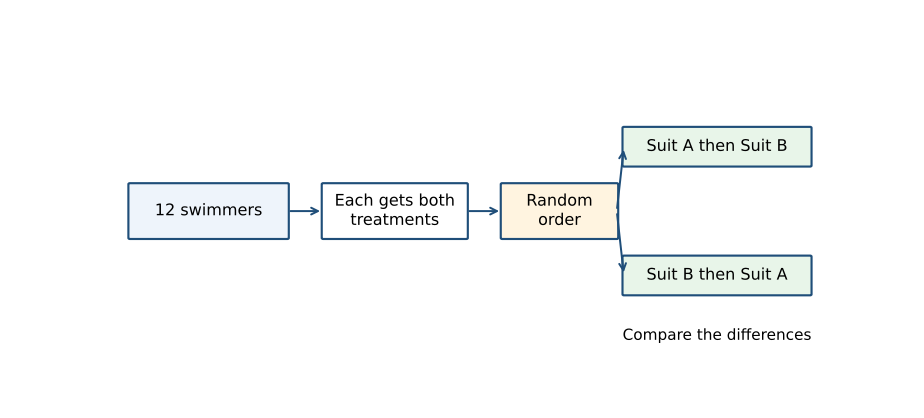 12 swimmers
Each gets both
treatments
Random
order
Suit A then Suit B
Suit B then Suit A
Compare the differences